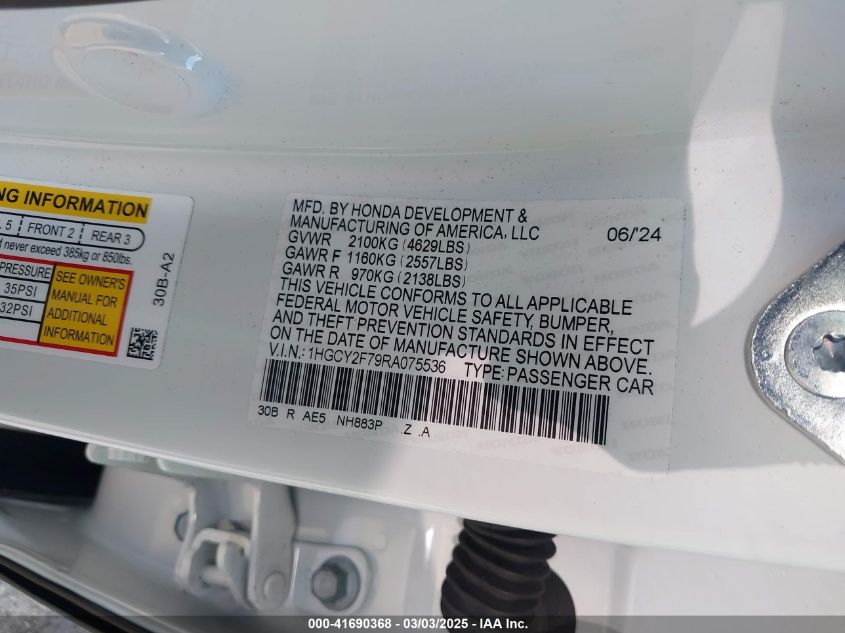 NG INFORMATION
5 FRONT 2 REAR 3
d never exceed 385kg or 850lbs.
PRESSURE
35PSI
32PSI
SEE OWNER'S
MANUAL FOR
ADDITIONAL
INFORMATION
30B-A2
MFD. BY HONDA DEVELOPMENT &
MANUFACTURING OF AMERICA, LLC 06/'24
GVWR 2100KG (4629LBS)
GAWR F 1160KG (2557LBS)
GAWR R 970KG (2138LBS)
THIS VEHICLE CONFORMS TO ALL APPLICABLE
FEDERAL MOTOR VEHICLE SAFETY, BUMPER,
AND THEFT PREVENTION STANDARDS IN EFFECT
ON THE DATE OF MANUFACTURE SHOWN ABOVE.
V.I.N.: 1HGCY2F79RA075536 TYPE: PASSENGER CAR
30B R AE5 NH883P .Z .A
000-41690368 - 03/03/2025 - IAA Inc.